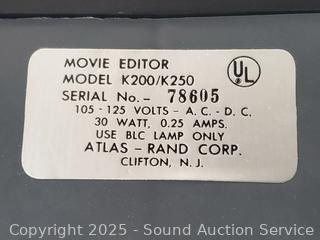 MOVIE EDITOR
MODEL K200/K250
SERIAL No.- 78605
105 - 125 VOLTS - A. C. - D. C.
30 WATT, 0.25 AMPS.
USE BLC LAMP ONLY
ATLAS - RAND CORP.
CLIFTON, N. J.
UL
Copyright 2025 - Sound Auction Service